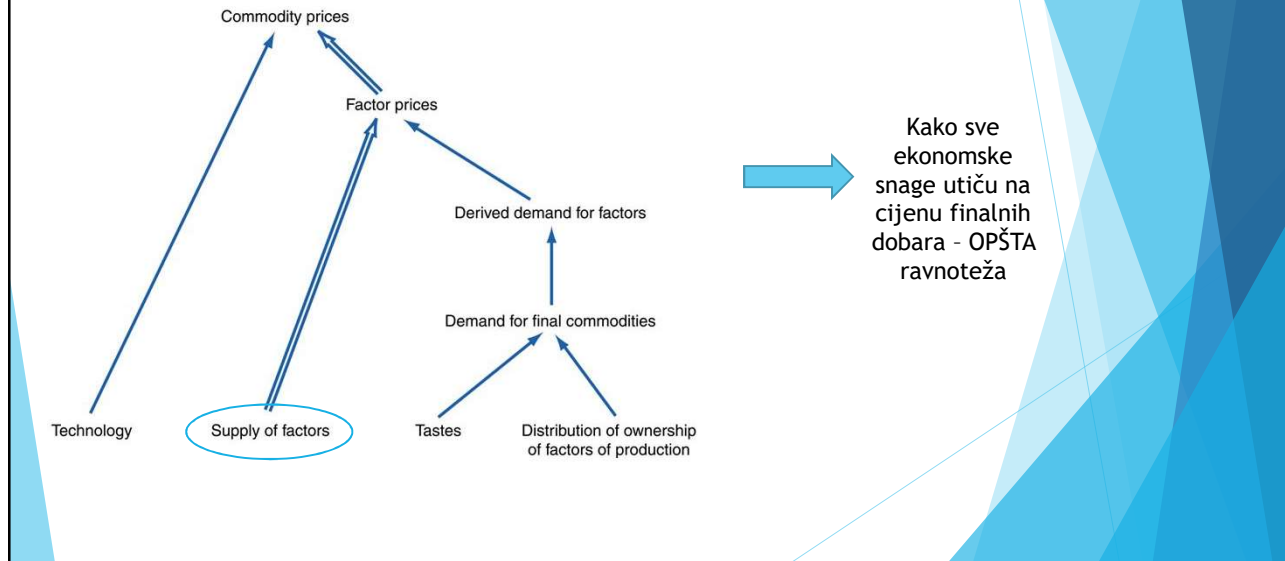 Commodity prices
Factor prices
Derived demand for factors
Demand for final commodities
Technology
Supply of factors
Tastes
Distribution of ownership
of factors of production
Kako sve
ekonomske
snage utiču na
cijenu finalnih
dobara – OPŠTA
ravnoteža